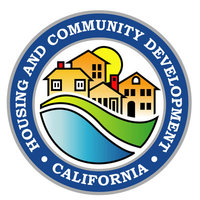 HOUSING AND COMMUNITY DEVELOPMENT
• CALIFORNIA •